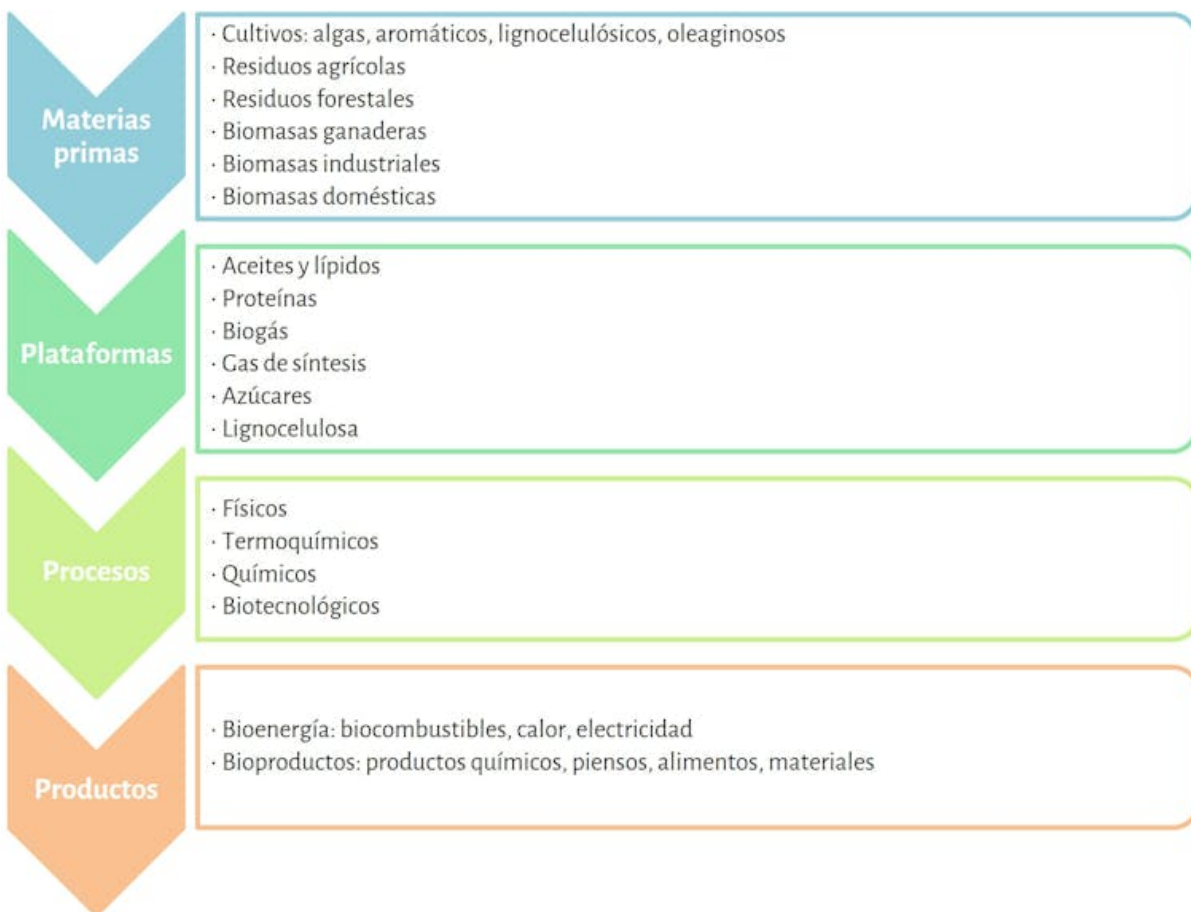 Materias
primas
· Cultivos: algas, aromáticos, lignocelulósicos, oleaginosos
· Residuos agrícolas
· Residuos forestales
· Biomasas ganaderas
· Biomasas industriales
· Biomasas domésticas
Plataformas
· Aceites y lípidos
· Proteínas
· Biogás
· Gas de síntesis
· Azúcares
· Lignocelulosa
Procesos
· Físicos
· Termoquímicos
· Químicos
· Biotecnológicos
Productos
· Bioenergía: biocombustibles, calor, electricidad
· Bioproductos: productos químicos, piensos, alimentos, materiales